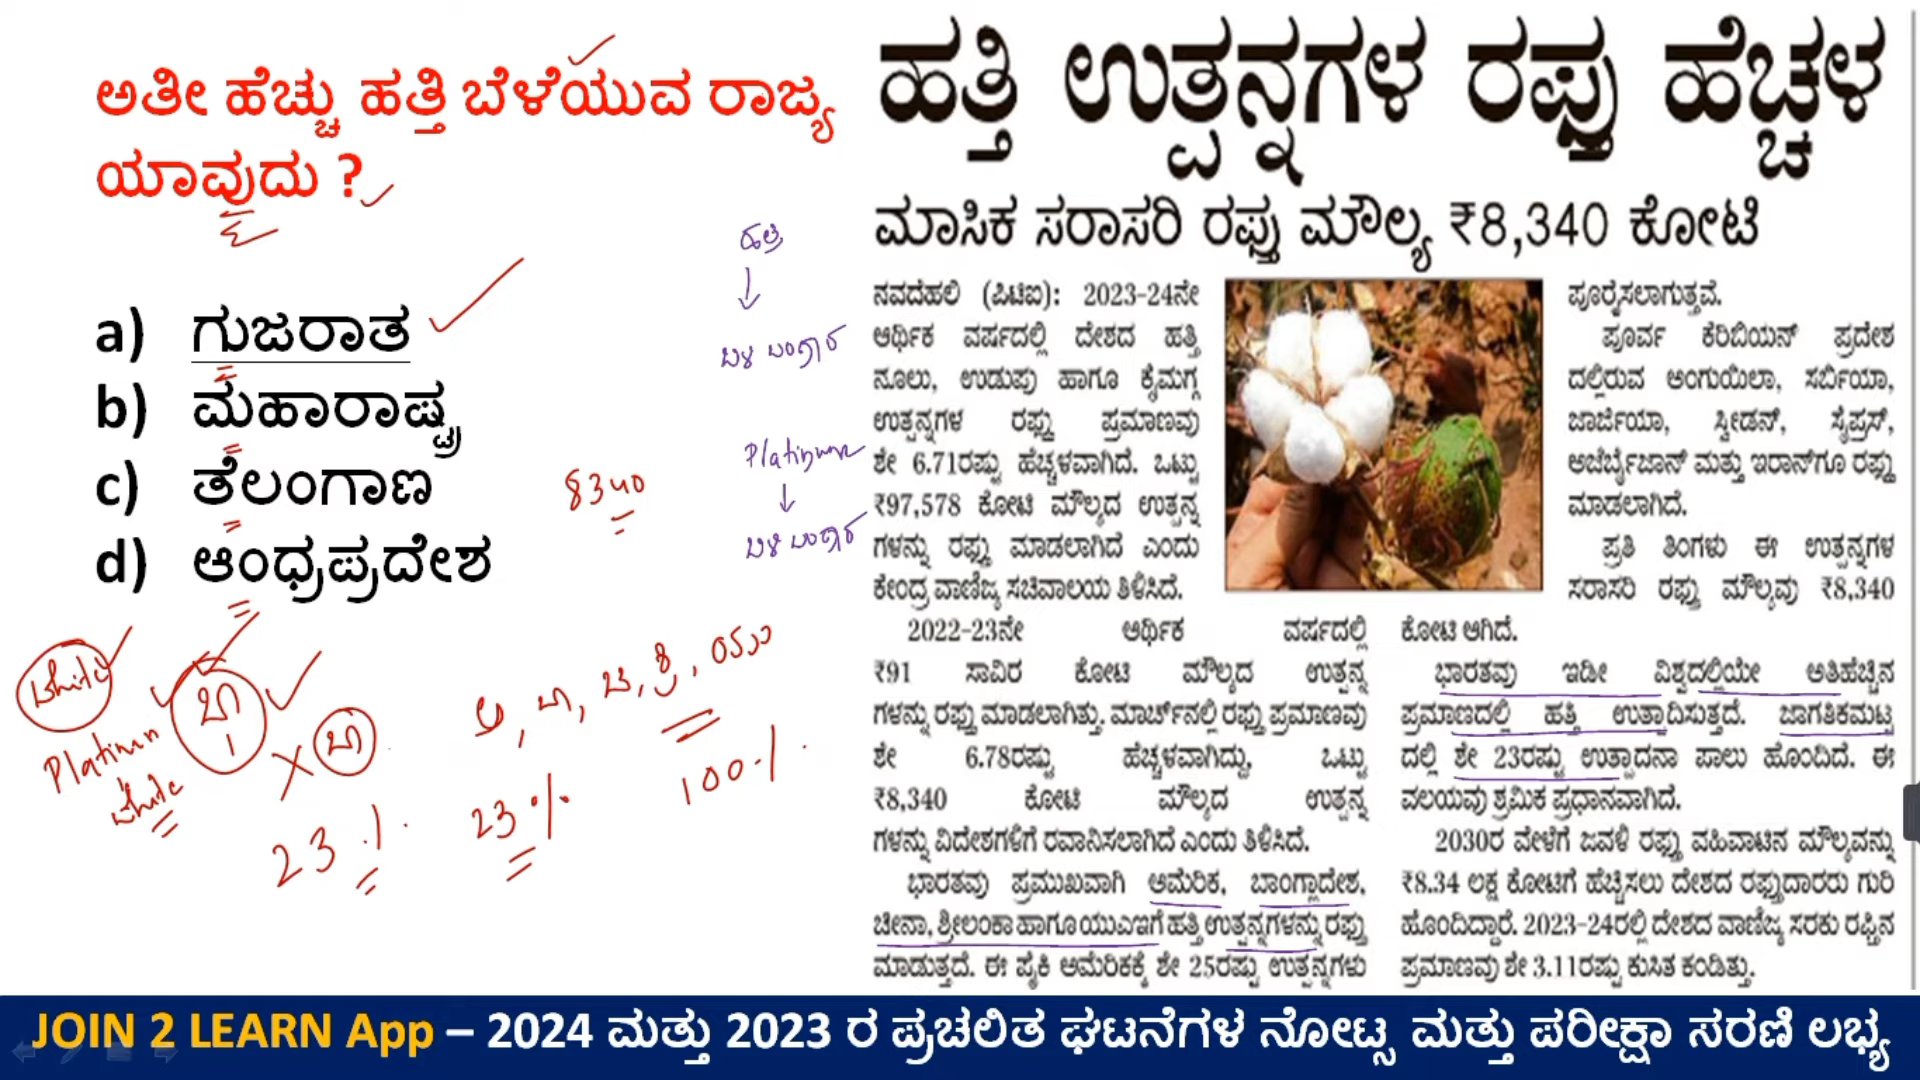 ಅತೀ ಹೆಚ್ಚು ಹತ್ತಿ ಬೆಳೆಯುವ ರಾಜ್ಯ
ಯಾವುದು ?
a) ಗುಜರಾತ
b) ಮಹಾರಾಷ್ಟ್ರ
c) ತೆಲಂಗಾಣ
d) ಆಂಧ್ರಪ್ರದೇಶ
ಹತ್ತಿ
ಬಿಳಿ ಬಂಗಾರ
Platinum
ಬಿಳಿ ಬಂಗಾರ
8340
white
Platinum
white
ಭಾ
ಬಾ
23%
23%
100%
ಹತ್ತಿ ಉತ್ಪನ್ನಗಳ ರಫ್ತು ಹೆಚ್ಚಳ
ಮಾಸಿಕ ಸರಾಸರಿ ರಫ್ತು ಮೌಲ್ಯ ₹8,340 ಕೋಟಿ
ನವದೆಹಲಿ (ಪಿಟಿಐ): 2023-24ನೇ
ಆರ್ಥಿಕ ವರ್ಷದಲ್ಲಿ ದೇಶದ ಹತ್ತಿ
ನೂಲು, ಉಡುಪು ಹಾಗೂ ಕೈಮಗ್ಗ
ಉತ್ಪನ್ನಗಳ ರಫ್ತು ಪ್ರಮಾಣವು
ಶೇ 6.71ರಷ್ಟು ಹೆಚ್ಚಳವಾಗಿದೆ. ಒಟ್ಟು
₹97,578 ಕೋಟಿ ಮೌಲ್ಯದ ಉತ್ಪನ್ನ
ಗಳನ್ನು ರಫ್ತು ಮಾಡಲಾಗಿದೆ ಎಂದು
ಕೇಂದ್ರ ವಾಣಿಜ್ಯ ಸಚಿವಾಲಯ ತಿಳಿಸಿದೆ.
2022-23ನೇ ಆರ್ಥಿಕ ವರ್ಷದಲ್ಲಿ
₹91 ಸಾವಿರ ಕೋಟಿ ಮೌಲ್ಯದ ಉತ್ಪನ್ನ
ಗಳನ್ನು ರಫ್ತು ಮಾಡಲಾಗಿತ್ತು. ಮಾರ್ಚ್‌ನಲ್ಲಿ ರಫ್ತು ಪ್ರಮಾಣವು
ಶೇ 6.78ರಷ್ಟು ಹೆಚ್ಚಳವಾಗಿದ್ದು, ಒಟ್ಟು
₹8,340 ಕೋಟಿ ಮೌಲ್ಯದ ಉತ್ಪನ್ನ
ಗಳನ್ನು ವಿದೇಶಗಳಿಗೆ ರವಾನಿಸಲಾಗಿದೆ ಎಂದು ತಿಳಿಸಿದೆ.
ಭಾರತವು ಪ್ರಮುಖವಾಗಿ ಅಮೆರಿಕ, ಬಾಂಗ್ಲಾದೇಶ,
ಚೀನಾ, ಶ್ರೀಲಂಕಾ ಹಾಗೂ ಯುಎಇಗೆ ಹತ್ತಿ ಉತ್ಪನ್ನಗಳನ್ನು ರಫ್ತು
ಮಾಡುತ್ತದೆ. ಈ ಪೈಕಿ ಅಮೆರಿಕಕ್ಕೆ ಶೇ 25ರಷ್ಟು ಉತ್ಪನ್ನಗಳು
ಪೂರೈಸಲಾಗುತ್ತವೆ.
ಪೂರ್ವ ಕೆರಿಬಿಯನ್ ಪ್ರದೇಶ
ದಲ್ಲಿರುವ ಅಂಗುಯಿಲಾ, ಸರ್ಬಿಯಾ,
ಜಾರ್ಜಿಯಾ, ಸ್ವೀಡನ್, ಸೈಪ್ರಸ್,
ಅಜೆರ್ಬೈಜಾನ್ ಮತ್ತು ಇರಾನ್‌ಗೂ ರಫ್ತು
ಮಾಡಲಾಗಿದೆ.
ಪ್ರತಿ ತಿಂಗಳು ಈ ಉತ್ಪನ್ನಗಳ
ಸರಾಸರಿ ರಫ್ತು ಮೌಲ್ಯವು ₹8,340
ಕೋಟಿ ಆಗಿದೆ.
ಭಾರತವು ಇಡೀ ವಿಶ್ವದಲ್ಲಿಯೇ ಅತಿಹೆಚ್ಚಿನ
ಪ್ರಮಾಣದಲ್ಲಿ ಹತ್ತಿ ಉತ್ಪಾದಿಸುತ್ತದೆ. ಜಾಗತಿಕಮಟ್ಟ
ದಲ್ಲಿ ಶೇ 23ರಷ್ಟು ಉತ್ಪಾದನಾ ಪಾಲು ಹೊಂದಿದೆ. ಈ
ವಲಯವು ಶ್ರಮಿಕ ಪ್ರಧಾನವಾಗಿದೆ.
2030ರ ವೇಳೆಗೆ ಜವಳಿ ರಫ್ತು ವಹಿವಾಟಿನ ಮೌಲ್ಯವನ್ನು
₹8.34 ಲಕ್ಷ ಕೋಟಿಗೆ ಹೆಚ್ಚಿಸಲು ದೇಶದ ರಫ್ತುದಾರರು ಗುರಿ
ಹೊಂದಿದ್ದಾರೆ. 2023-24ರಲ್ಲಿ ದೇಶದ ವಾಣಿಜ್ಯ ಸರಕು ರಫ್ತಿನ
ಪ್ರಮಾಣವು ಶೇ 3.11ರಷ್ಟು ಕುಸಿತ ಕಂಡಿತ್ತು.
JOIN 2 LEARN App – 2024 ಮತ್ತು 2023 ರ ಪ್ರಚಲಿತ ಘಟನೆಗಳ ನೋಟ್ಸ ಮತ್ತು ಪರೀಕ್ಷಾ ಸರಣಿ ಲಭ್ಯ